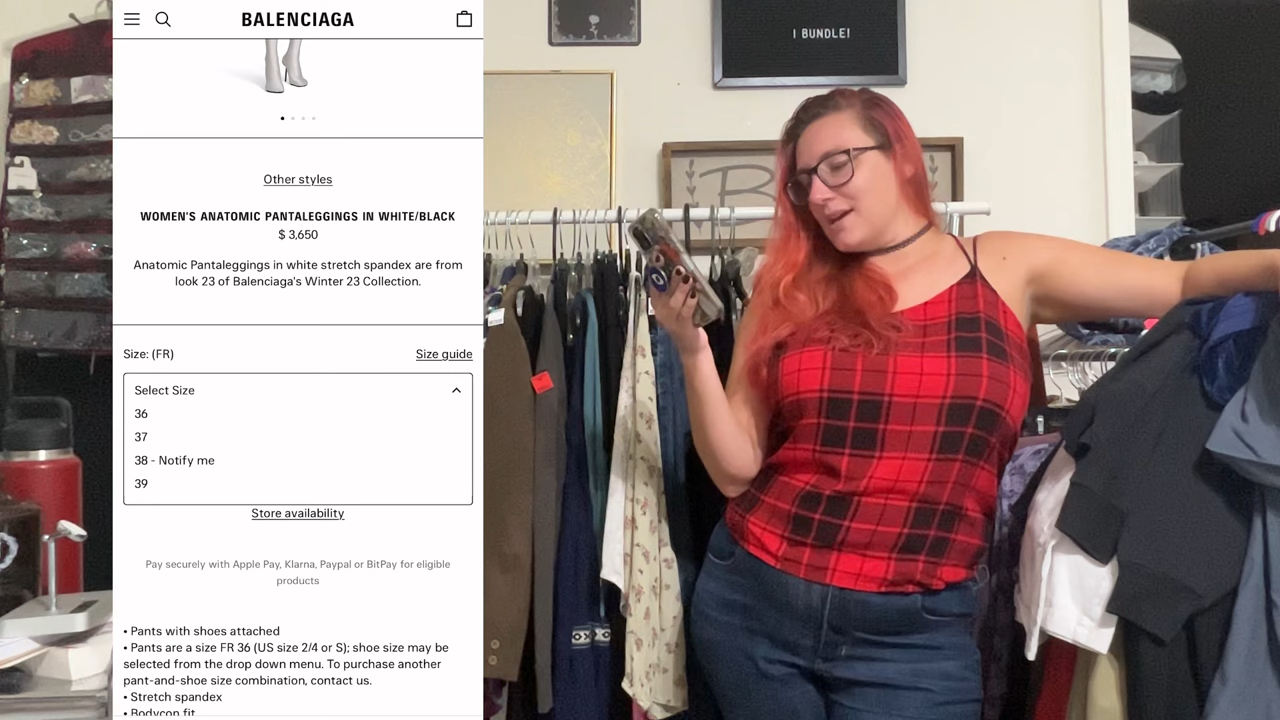 BALENCIAGA
Other styles
WOMEN'S ANATOMIC PANTALEGGINGS IN WHITE/BLACK
$ 3,650
Anatomic Pantaleggings in white stretch spandex are from
look 23 of Balenciaga's Winter 23 Collection.
Size: (FR)
Size guide
Select Size
36
37
38 - Notify me
39
Store availability
Pay securely with Apple Pay, Klarna, Paypal or BitPay for eligible
products
• Pants with shoes attached
• Pants are a size FR 36 (US size 2/4 or S); shoe size may be
selected from the drop down menu. To purchase another
pant-and-shoe size combination, contact us.
• Stretch spandex
• Bodycon fit
I BUNDLE!
B